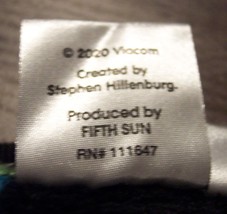 © 2020 Viacom
Created by
Stephen Hillenburg.
Produced by
FIFTH SUN
RN# 111647